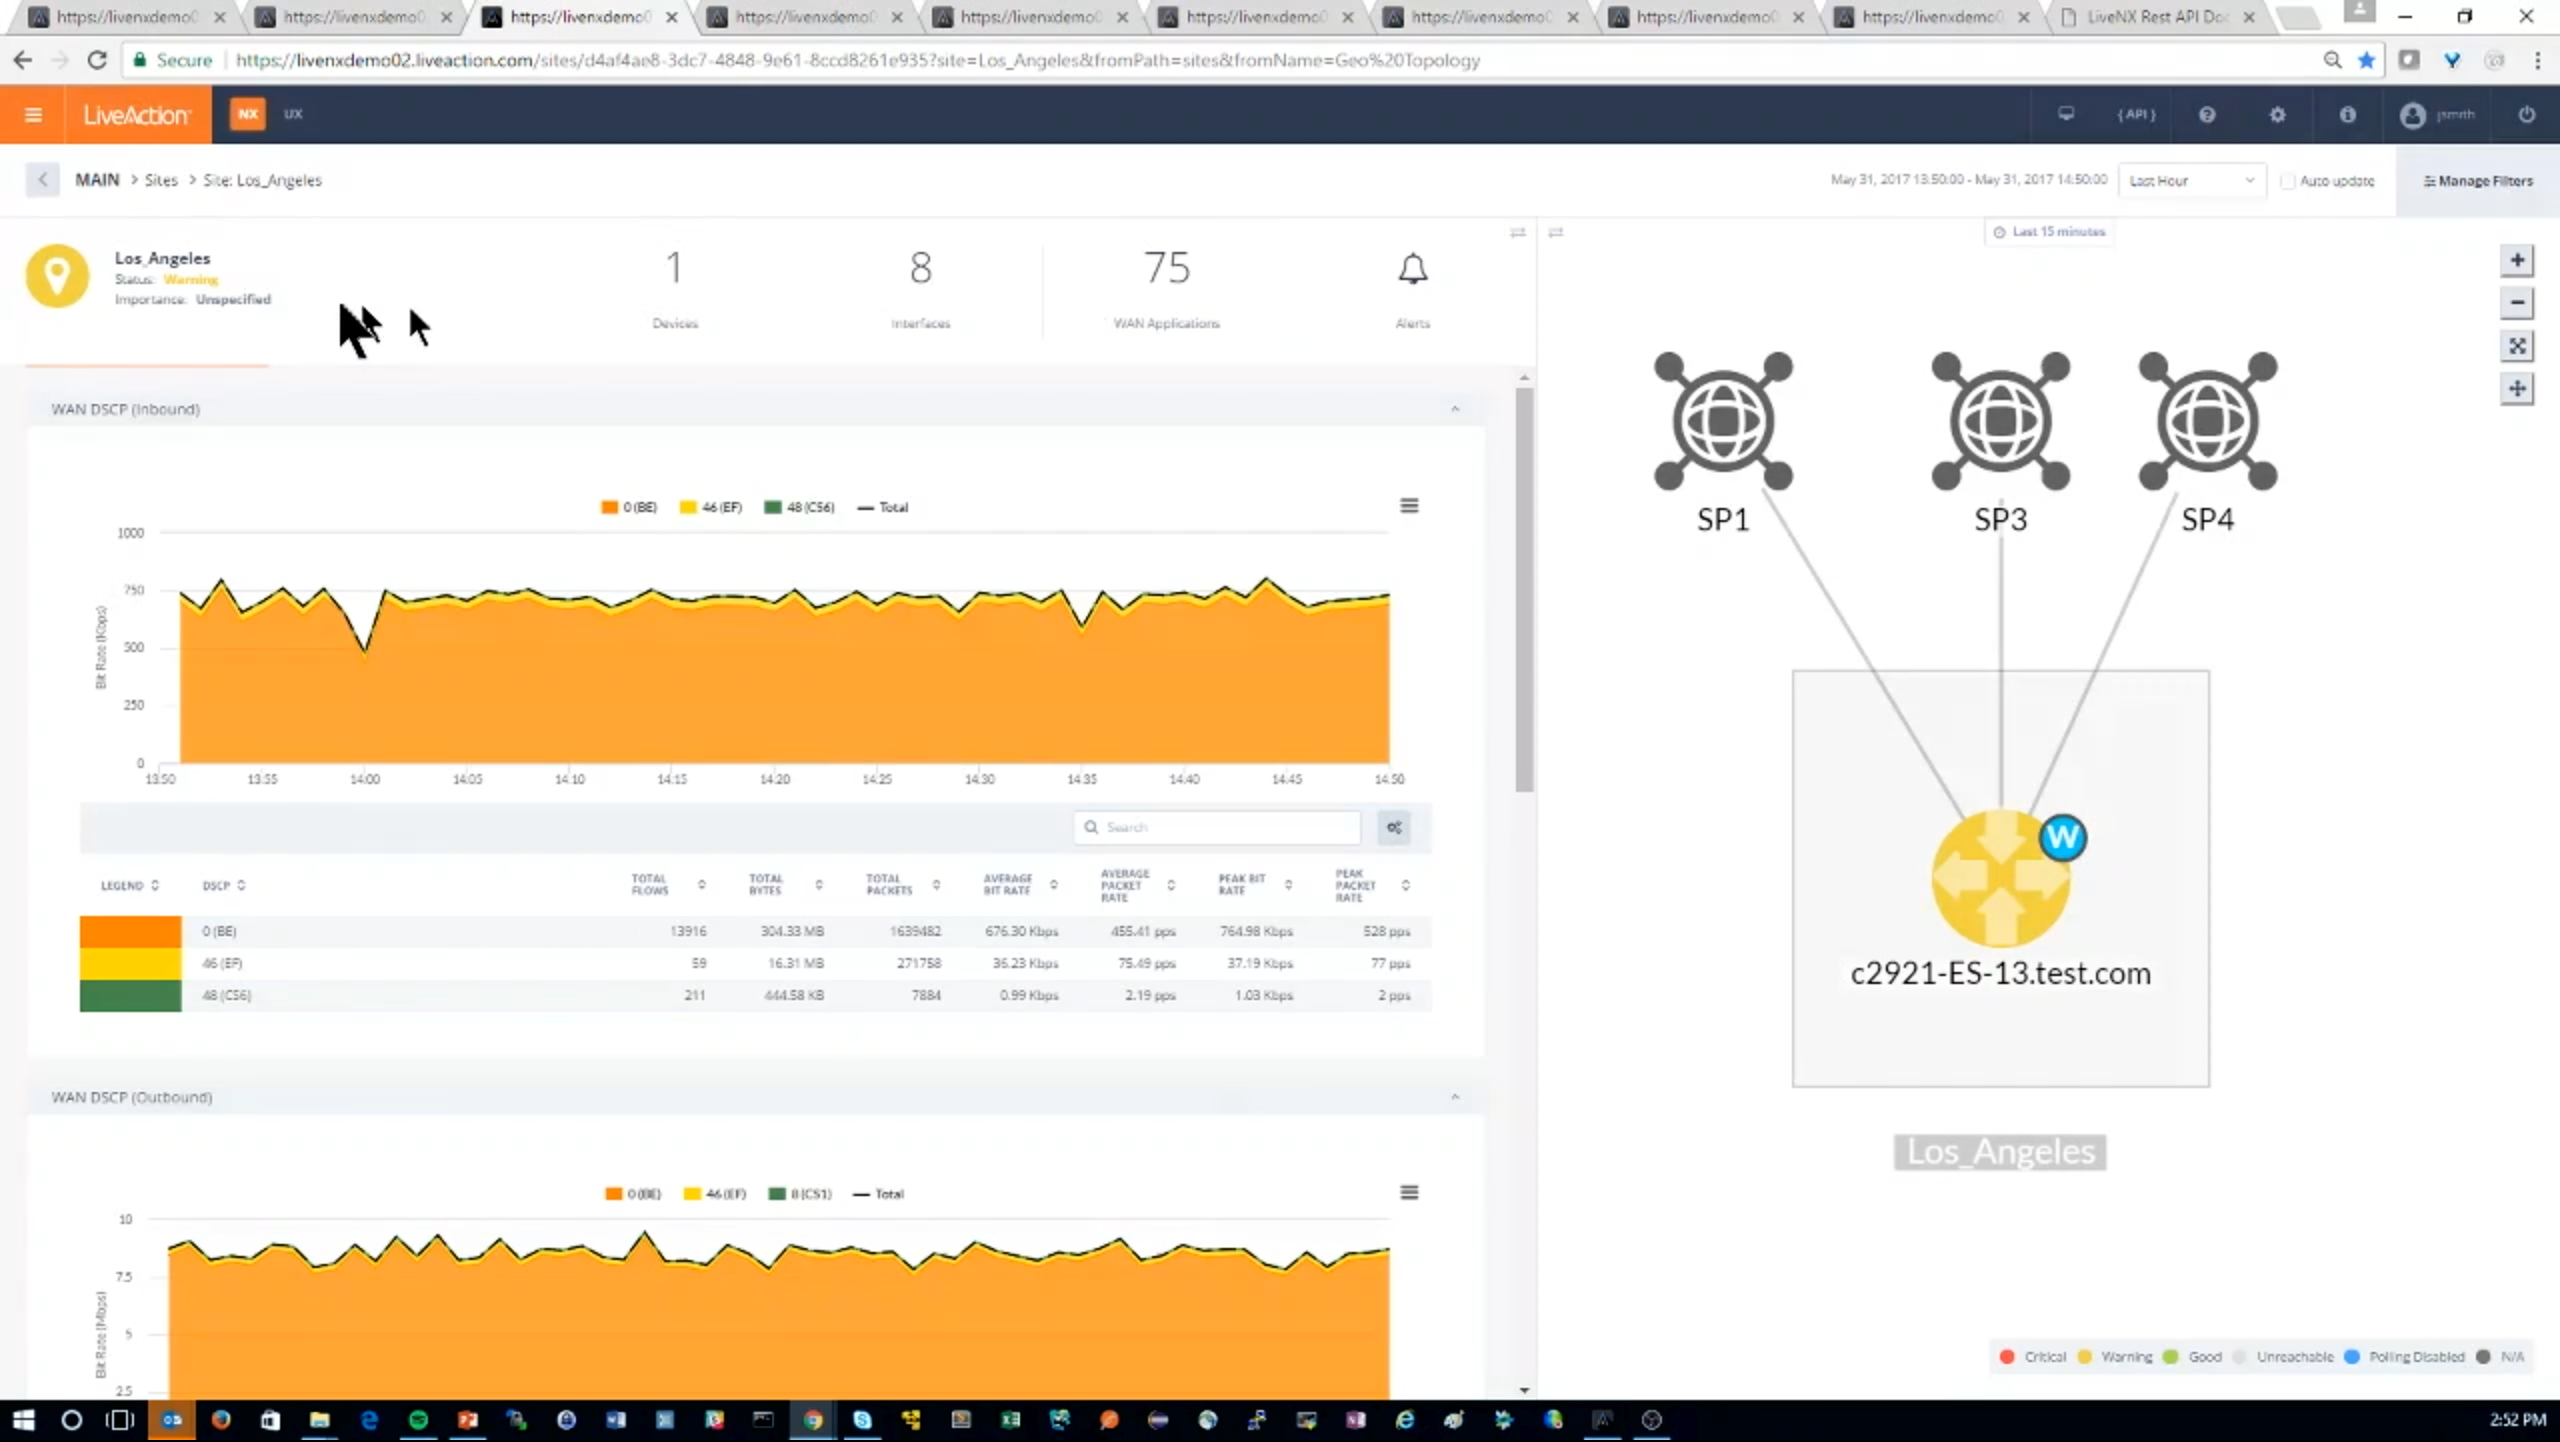 https://livenxdemo0 https://livenxdemo0 https://livenxdemo0 https://livenxdemo0 https://livenxdemo0 https://livenxdemo0 https://livenxdemo0 https://livenxdemo0 https://livenxdemo0 LiveNX Rest API Doc
Secure https://livenxdemo02.liveaction.com/sites/d4af4ae8-3dc7-4848-9e61-8ccd8261e935?site=Los_Angeles&fromPath=sites&fromName=Geo%20Topology
LiveAction NX UX {API} jsmith
MAIN > Sites > Site: Los_Angeles
May 31, 2017 13:50:00 - May 31, 2017 14:50:00 Last Hour Auto update Manage Filters
Los_Angeles
Status: Warning
Importance: Unspecified
1 8 75
Devices Interfaces WAN Applications Alerts
WAN DSCP (Inbound)
0 (BE) 46 (EF) 48 (CS6) Total
Bit Rate (Kbps)
1000
750
500
250
0
13:50 13:55 14:00 14:05 14:10 14:15 14:20 14:25 14:30 14:35 14:40 14:45 14:50
Search
LEGEND DSCP TOTAL FLOWS TOTAL BYTES TOTAL PACKETS AVERAGE BIT RATE AVERAGE PACKET RATE PEAK BIT RATE PEAK PACKET RATE
0 (BE) 13916 304.33 MB 1639482 676.30 Kbps 455.41 pps 764.98 Kbps 528 pps
46 (EF) 59 16.31 MB 271758 36.23 Kbps 75.49 pps 37.19 Kbps 77 pps
48 (CS6) 211 444.58 KB 7884 0.99 Kbps 2.19 pps 1.03 Kbps 2 pps
WAN DSCP (Outbound)
0 (BE) 46 (EF) 8 (CS1) Total
Bit Rate (Mbps)
10
7.5
5
2.5
Last 15 minutes
SP1 SP3 SP4
W
c2921-ES-13.test.com
Los_Angeles
Critical Warning Good Unreachable Polling Disabled N/A
2:52 PM